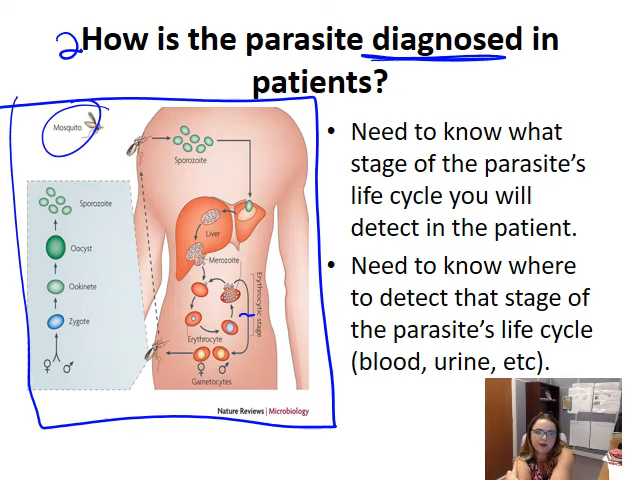 2. How is the parasite diagnosed in
patients?
Mosquito
Sporozoite
Sporozoite
Oocyst
Ookinete
Zygote
♀ ♂
Liver
Merozoite
Erythrocytic stage
Erythrocyte
♀ ♂
Gametocytes
Nature Reviews | Microbiology
• Need to know what
stage of the parasite's
life cycle you will
detect in the patient.
• Need to know where
to detect that stage of
the parasite's life cycle
(blood, urine, etc).